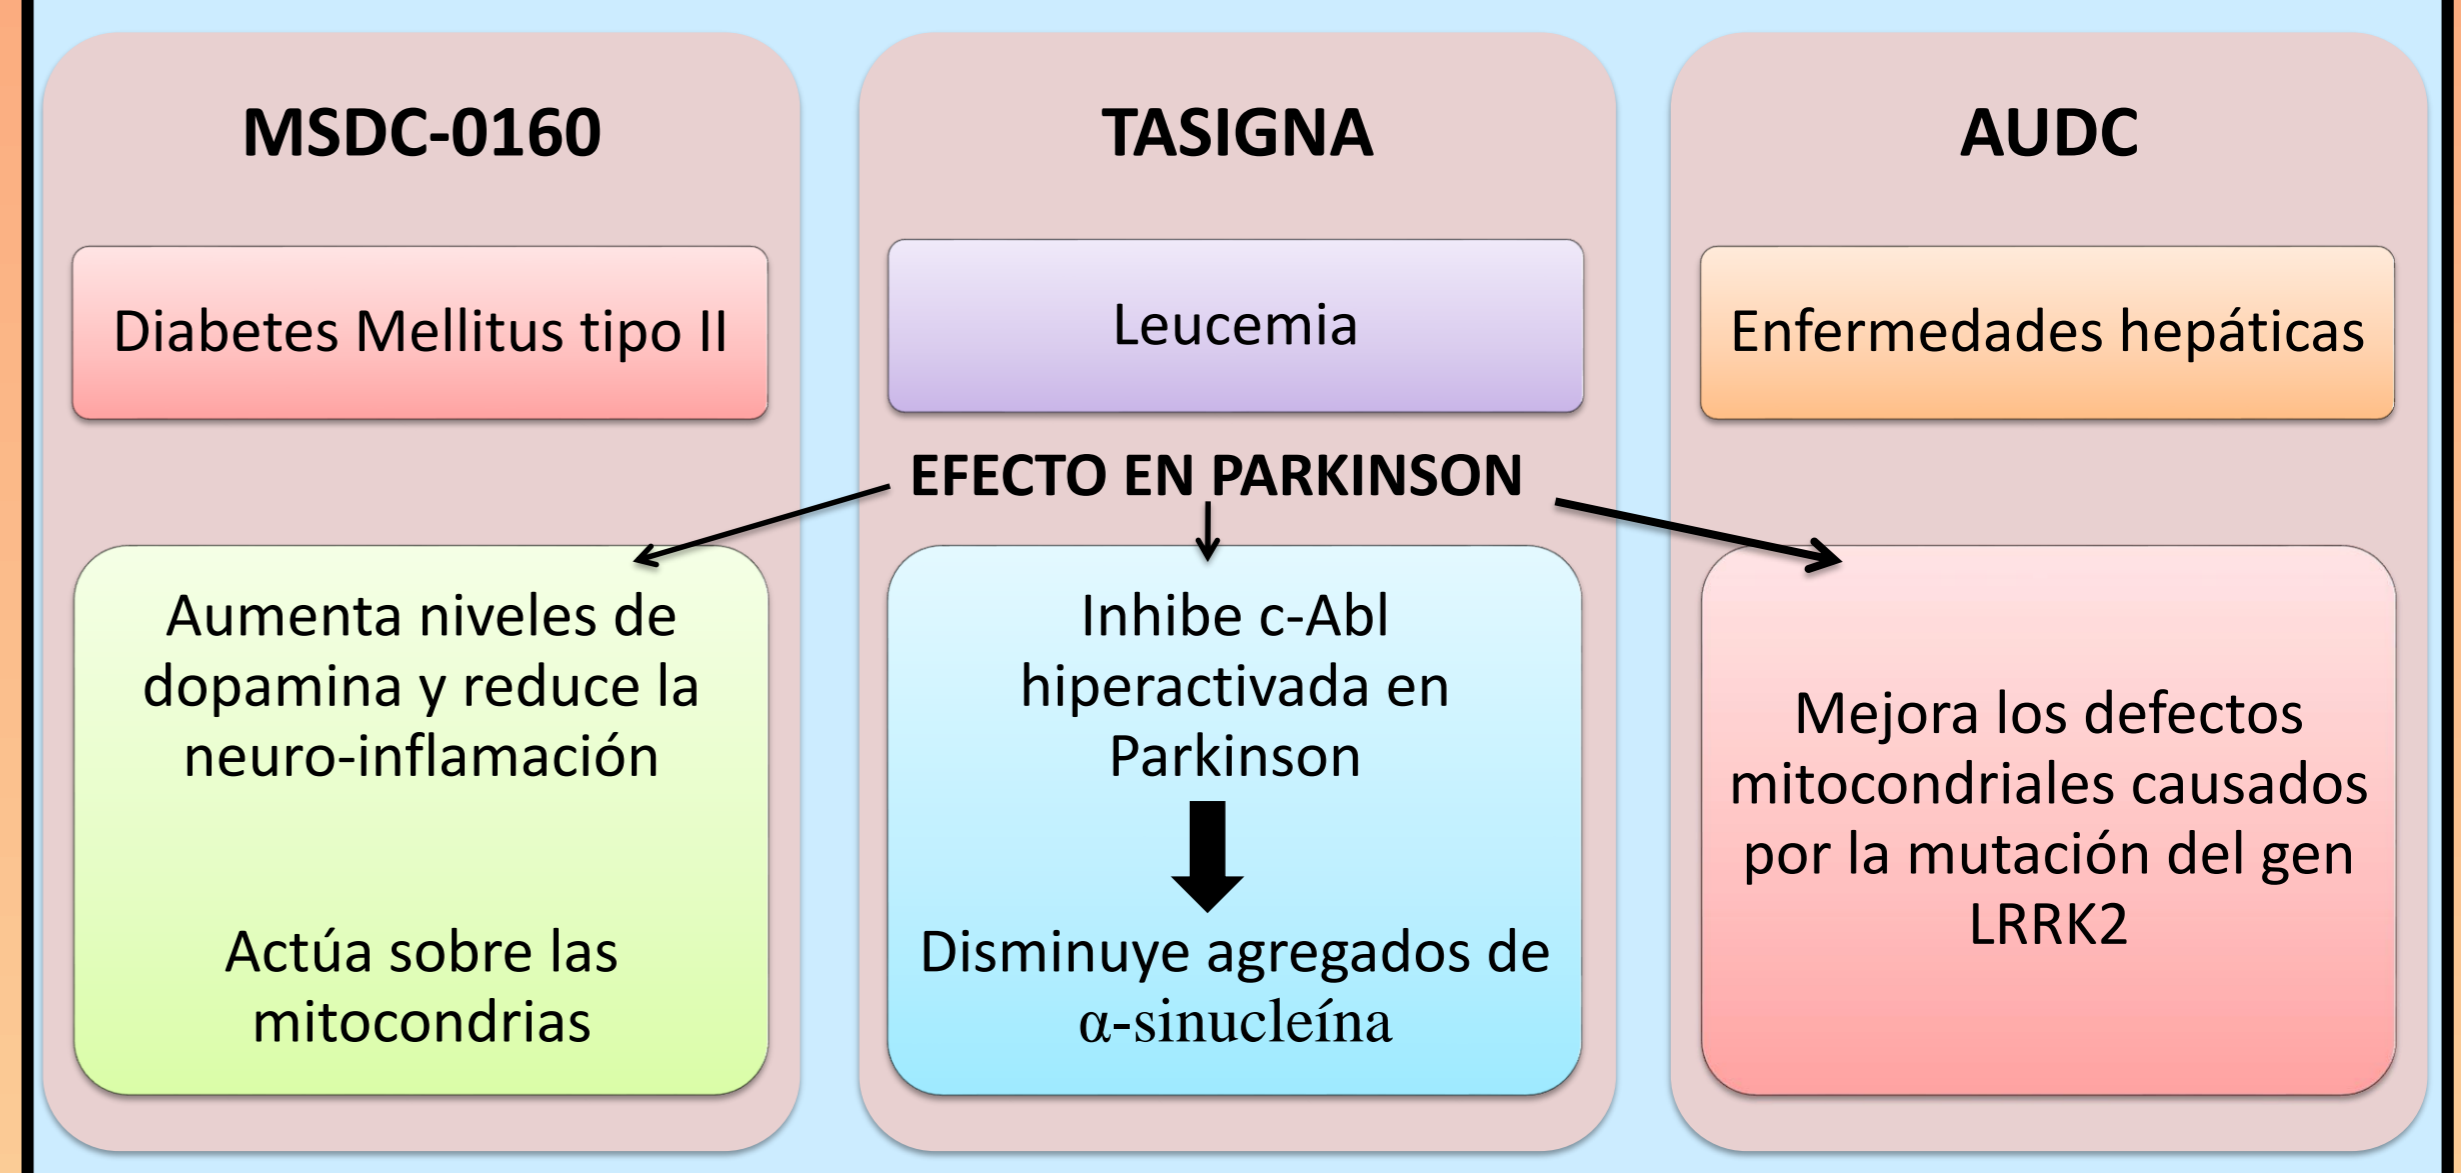 MSDC-0160
Diabetes Mellitus tipo II
TASIGNA
Leucemia
AUDC
Enfermedades hepáticas
EFECTO EN PARKINSON
Aumenta niveles de
dopamina y reduce la
neuro-inflamación
Actúa sobre las
mitocondrias
Inhibe c-Abl
hiperactivada en
Parkinson
Disminuye agregados de
α-sinucleína
Mejora los defectos
mitocondriales causados
por la mutación del gen
LRRK2